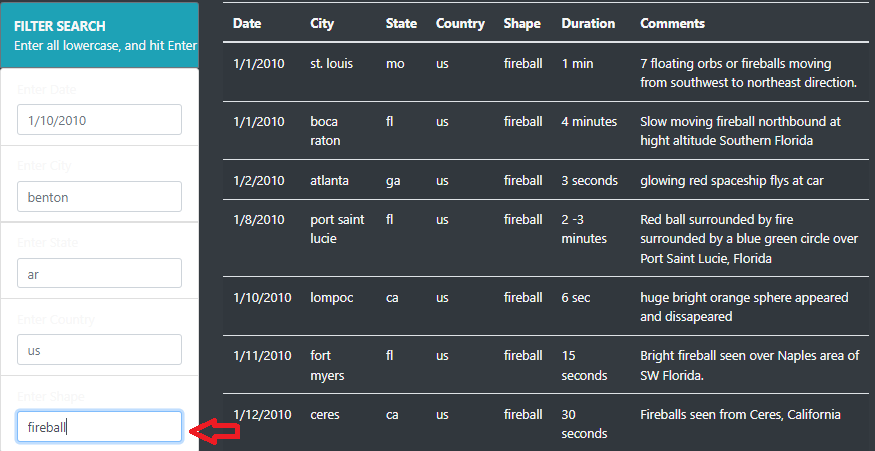 FILTER SEARCH
Enter all lowercase, and hit Enter
Enter Date
1/10/2010
Enter City
benton
Enter State
ar
Enter Country
us
Enter Shape
fireball
Date City State Country Shape Duration Comments
1/1/2010 st. louis mo us fireball 1 min 7 floating orbs or fireballs moving
from southwest to northeast direction.
1/1/2010 boca fl us fireball 4 minutes Slow moving fireball northbound at
raton hight altitude Southern Florida
1/2/2010 atlanta ga us fireball 3 seconds glowing red spaceship flys at car
1/8/2010 port saint fl us fireball 2 -3 Red ball surrounded by fire
lucie minutes surrounded by a blue green circle over
Port Saint Lucie, Florida
1/10/2010 lompoc ca us fireball 6 sec huge bright orange sphere appeared
and dissapeared
1/11/2010 fort fl us fireball 15 Bright fireball seen over Naples area of
myers seconds SW Florida.
1/12/2010 ceres ca us fireball 30 Fireballs seen from Ceres, California
seconds